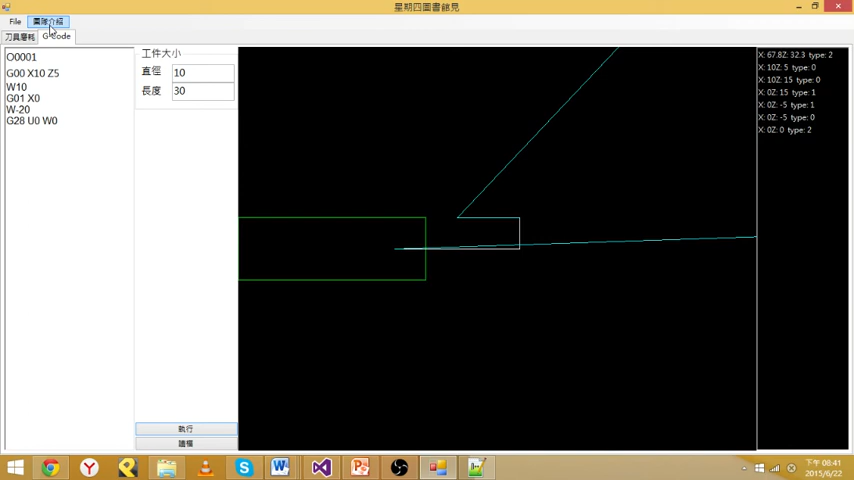 星期四圖書館見
File 團隊介紹
刀具磨耗 G-Code
O0001
G00 X10 Z5
W10
G01 X0
W-20
G28 U0 W0
工件大小
直徑 10
長度 30
執行
讀檔
X: 67.8Z: 32.3 type: 2
X: 10Z: 5 type: 0
X: 10Z: 15 type: 0
X: 0Z: 15 type: 1
X: 0Z: -5 type: 1
X: 0Z: -5 type: 0
X: 0Z: 0 type: 2
下午 08:41
2015/6/22